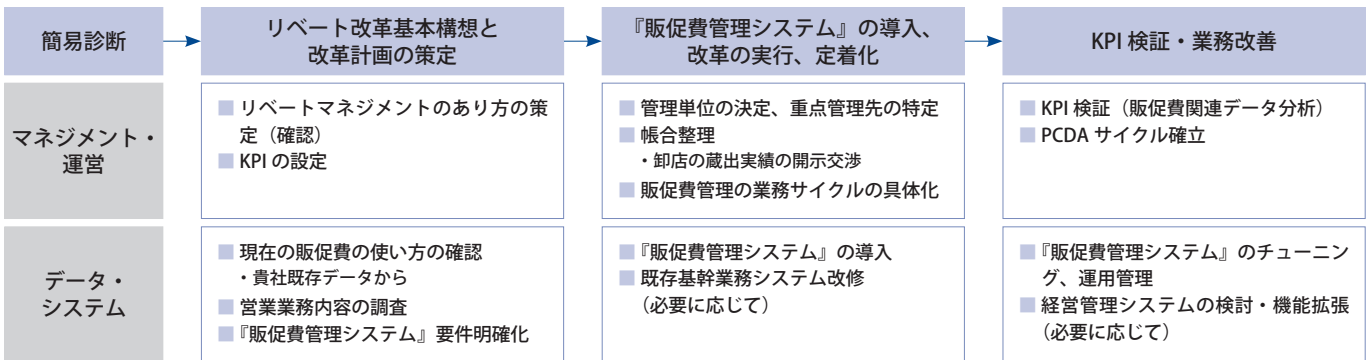 簡易診断
リベート改革基本構想と
改革計画の策定
『販促費管理システム』の導入、
改革の実行、定着化
KPI 検証・業務改善
マネジメント・
運営
■ リベートマネジメントのあり方の策
定（確認）
■ KPI の設定
■ 管理単位の決定、重点管理先の特定
■ 帳合整理
・卸店の蔵出実績の開示交渉
■ 販促費管理の業務サイクルの具体化
■ KPI 検証（販促費関連データ分析）
■ PCDA サイクル確立
データ・
システム
■ 現在の販促費の使い方の確認
・貴社既存データから
■ 営業業務内容の調査
■『販促費管理システム』要件明確化
■『販促費管理システム』の導入
■ 既存基幹業務システム改修
（必要に応じて）
■『販促費管理システム』のチューニン
グ、運用管理
■ 経営管理システムの検討・機能拡張
（必要に応じて）